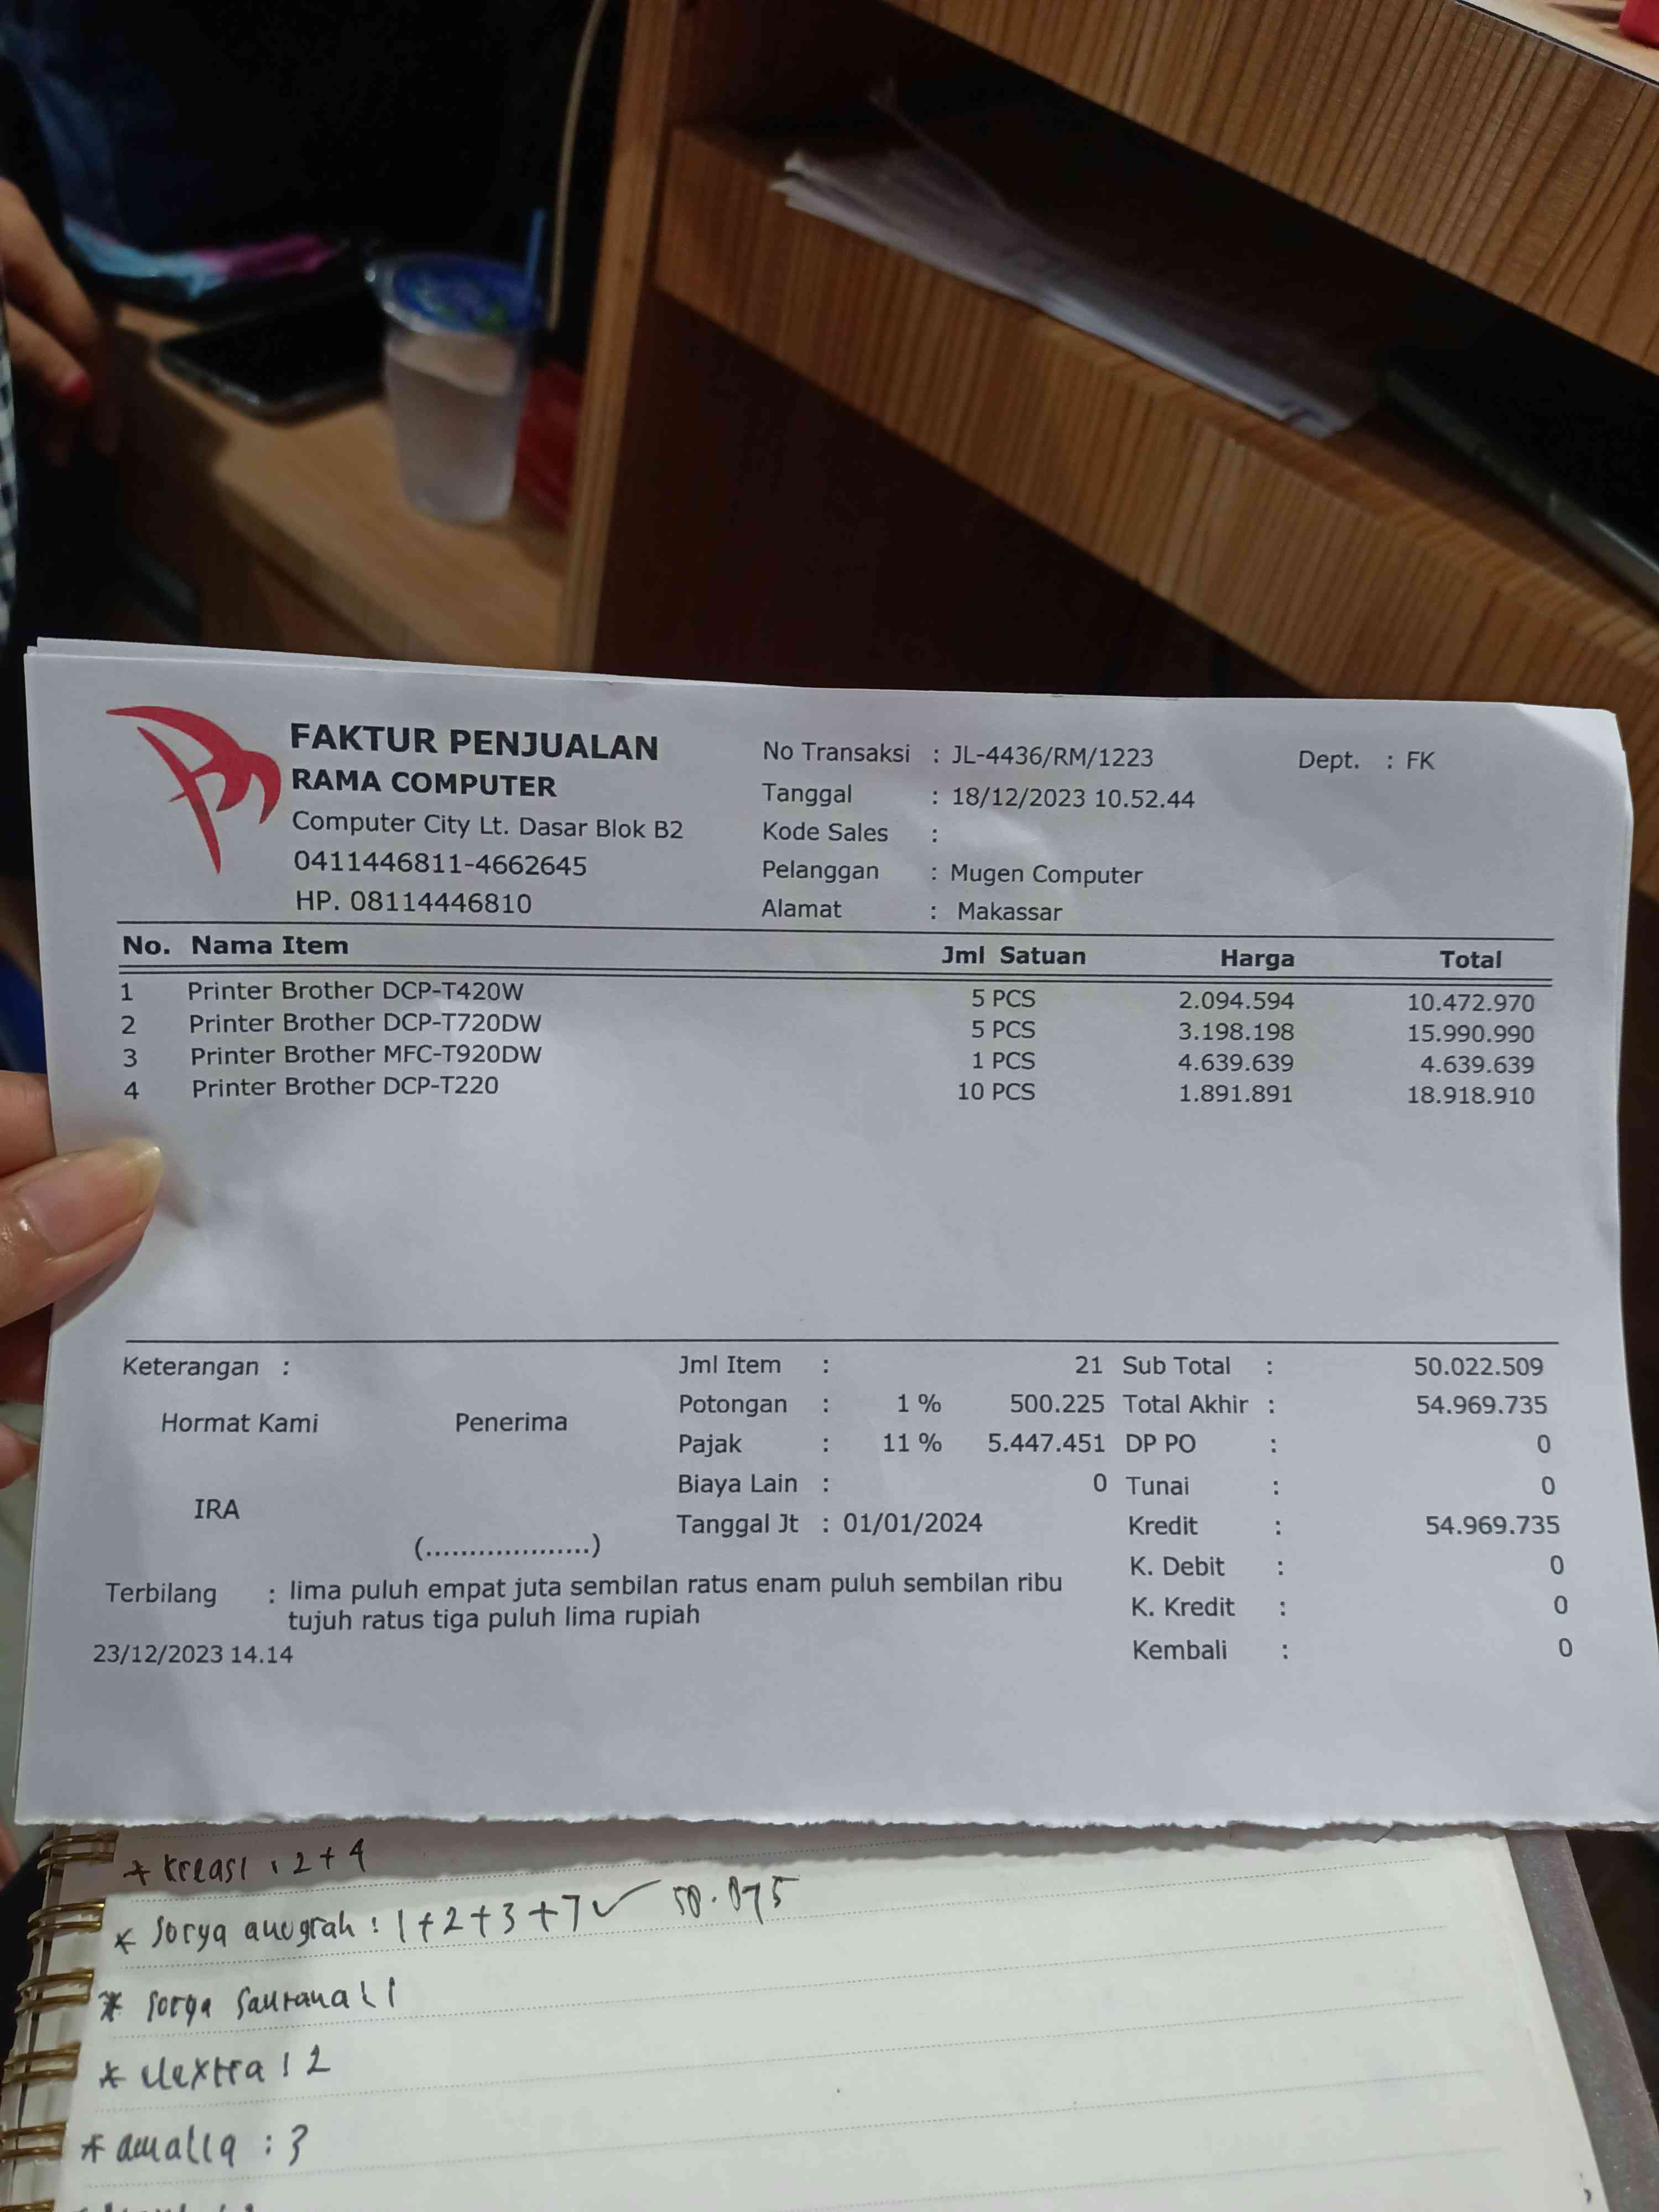 FAKTUR PENJUALAN
RAMA COMPUTER
Computer City Lt. Dasar Blok B2
0411446811-4662645
HP. 08114446810
No Transaksi : JL-4436/RM/1223 Dept. : FK
Tanggal : 18/12/2023 10.52.44
Kode Sales :
Pelanggan : Mugen Computer
Alamat : Makassar
No. Nama Item Jml Satuan Harga Total
1 Printer Brother DCP-T420W 5 PCS 2.094.594 10.472.970
2 Printer Brother DCP-T720DW 5 PCS 3.198.198 15.990.990
3 Printer Brother MFC-T920DW 1 PCS 4.639.639 4.639.639
4 Printer Brother DCP-T220 10 PCS 1.891.891 18.918.910
Keterangan :
Hormat Kami Penerima
IRA
(...................)
Jml Item : 21 Sub Total : 50.022.509
Potongan : 1 % 500.225 Total Akhir : 54.969.735
Pajak : 11 % 5.447.451 DP PO : 0
Biaya Lain : 0 Tunai : 0
Tanggal Jt : 01/01/2024 Kredit : 54.969.735
K. Debit : 0
K. Kredit : 0
Kembali : 0
Terbilang : lima puluh empat juta sembilan ratus enam puluh sembilan ribu
tujuh ratus tiga puluh lima rupiah
23/12/2023 14.14
* kreasi : 2+4
* sorya anugrah : 1+2+3+7 ✓ 50.075
* sorya
* : 2
* amalia : 3